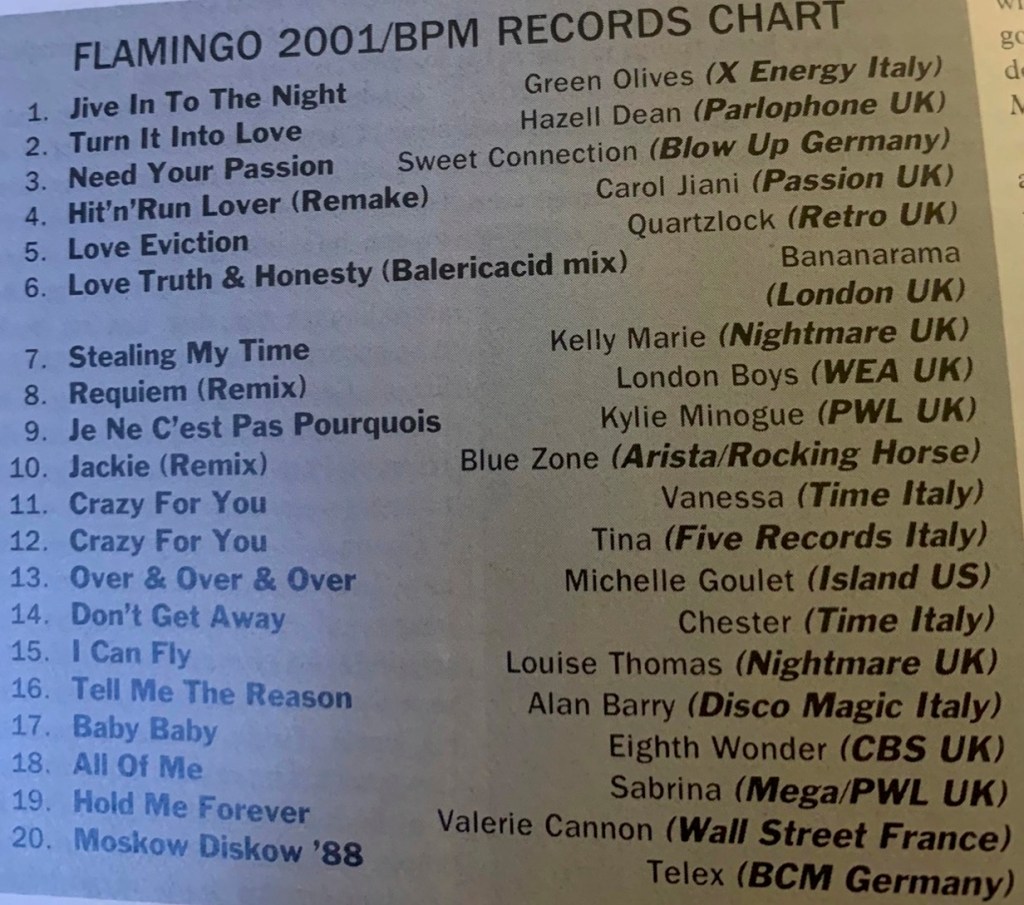 FLAMINGO 2001/BPM RECORDS CHART
1. Jive In To The Night Green Olives (X Energy Italy)
2. Turn It Into Love Hazell Dean (Parlophone UK)
3. Need Your Passion Sweet Connection (Blow Up Germany)
4. Hit'n'Run Lover (Remake) Carol Jiani (Passion UK)
5. Love Eviction Quartzlock (Retro UK)
6. Love Truth & Honesty (Balericacid mix) Bananarama
(London UK)
7. Stealing My Time Kelly Marie (Nightmare UK)
8. Requiem (Remix) London Boys (WEA UK)
9. Je Ne C'est Pas Pourquois Kylie Minogue (PWL UK)
10. Jackie (Remix) Blue Zone (Arista/Rocking Horse)
11. Crazy For You Vanessa (Time Italy)
12. Crazy For You Tina (Five Records Italy)
13. Over & Over & Over Michelle Goulet (Island US)
14. Don't Get Away Chester (Time Italy)
15. I Can Fly Louise Thomas (Nightmare UK)
16. Tell Me The Reason Alan Barry (Disco Magic Italy)
17. Baby Baby Eighth Wonder (CBS UK)
18. All Of Me Sabrina (Mega/PWL UK)
19. Hold Me Forever Valerie Cannon (Wall Street France)
20. Moskow Diskow '88 Telex (BCM Germany)